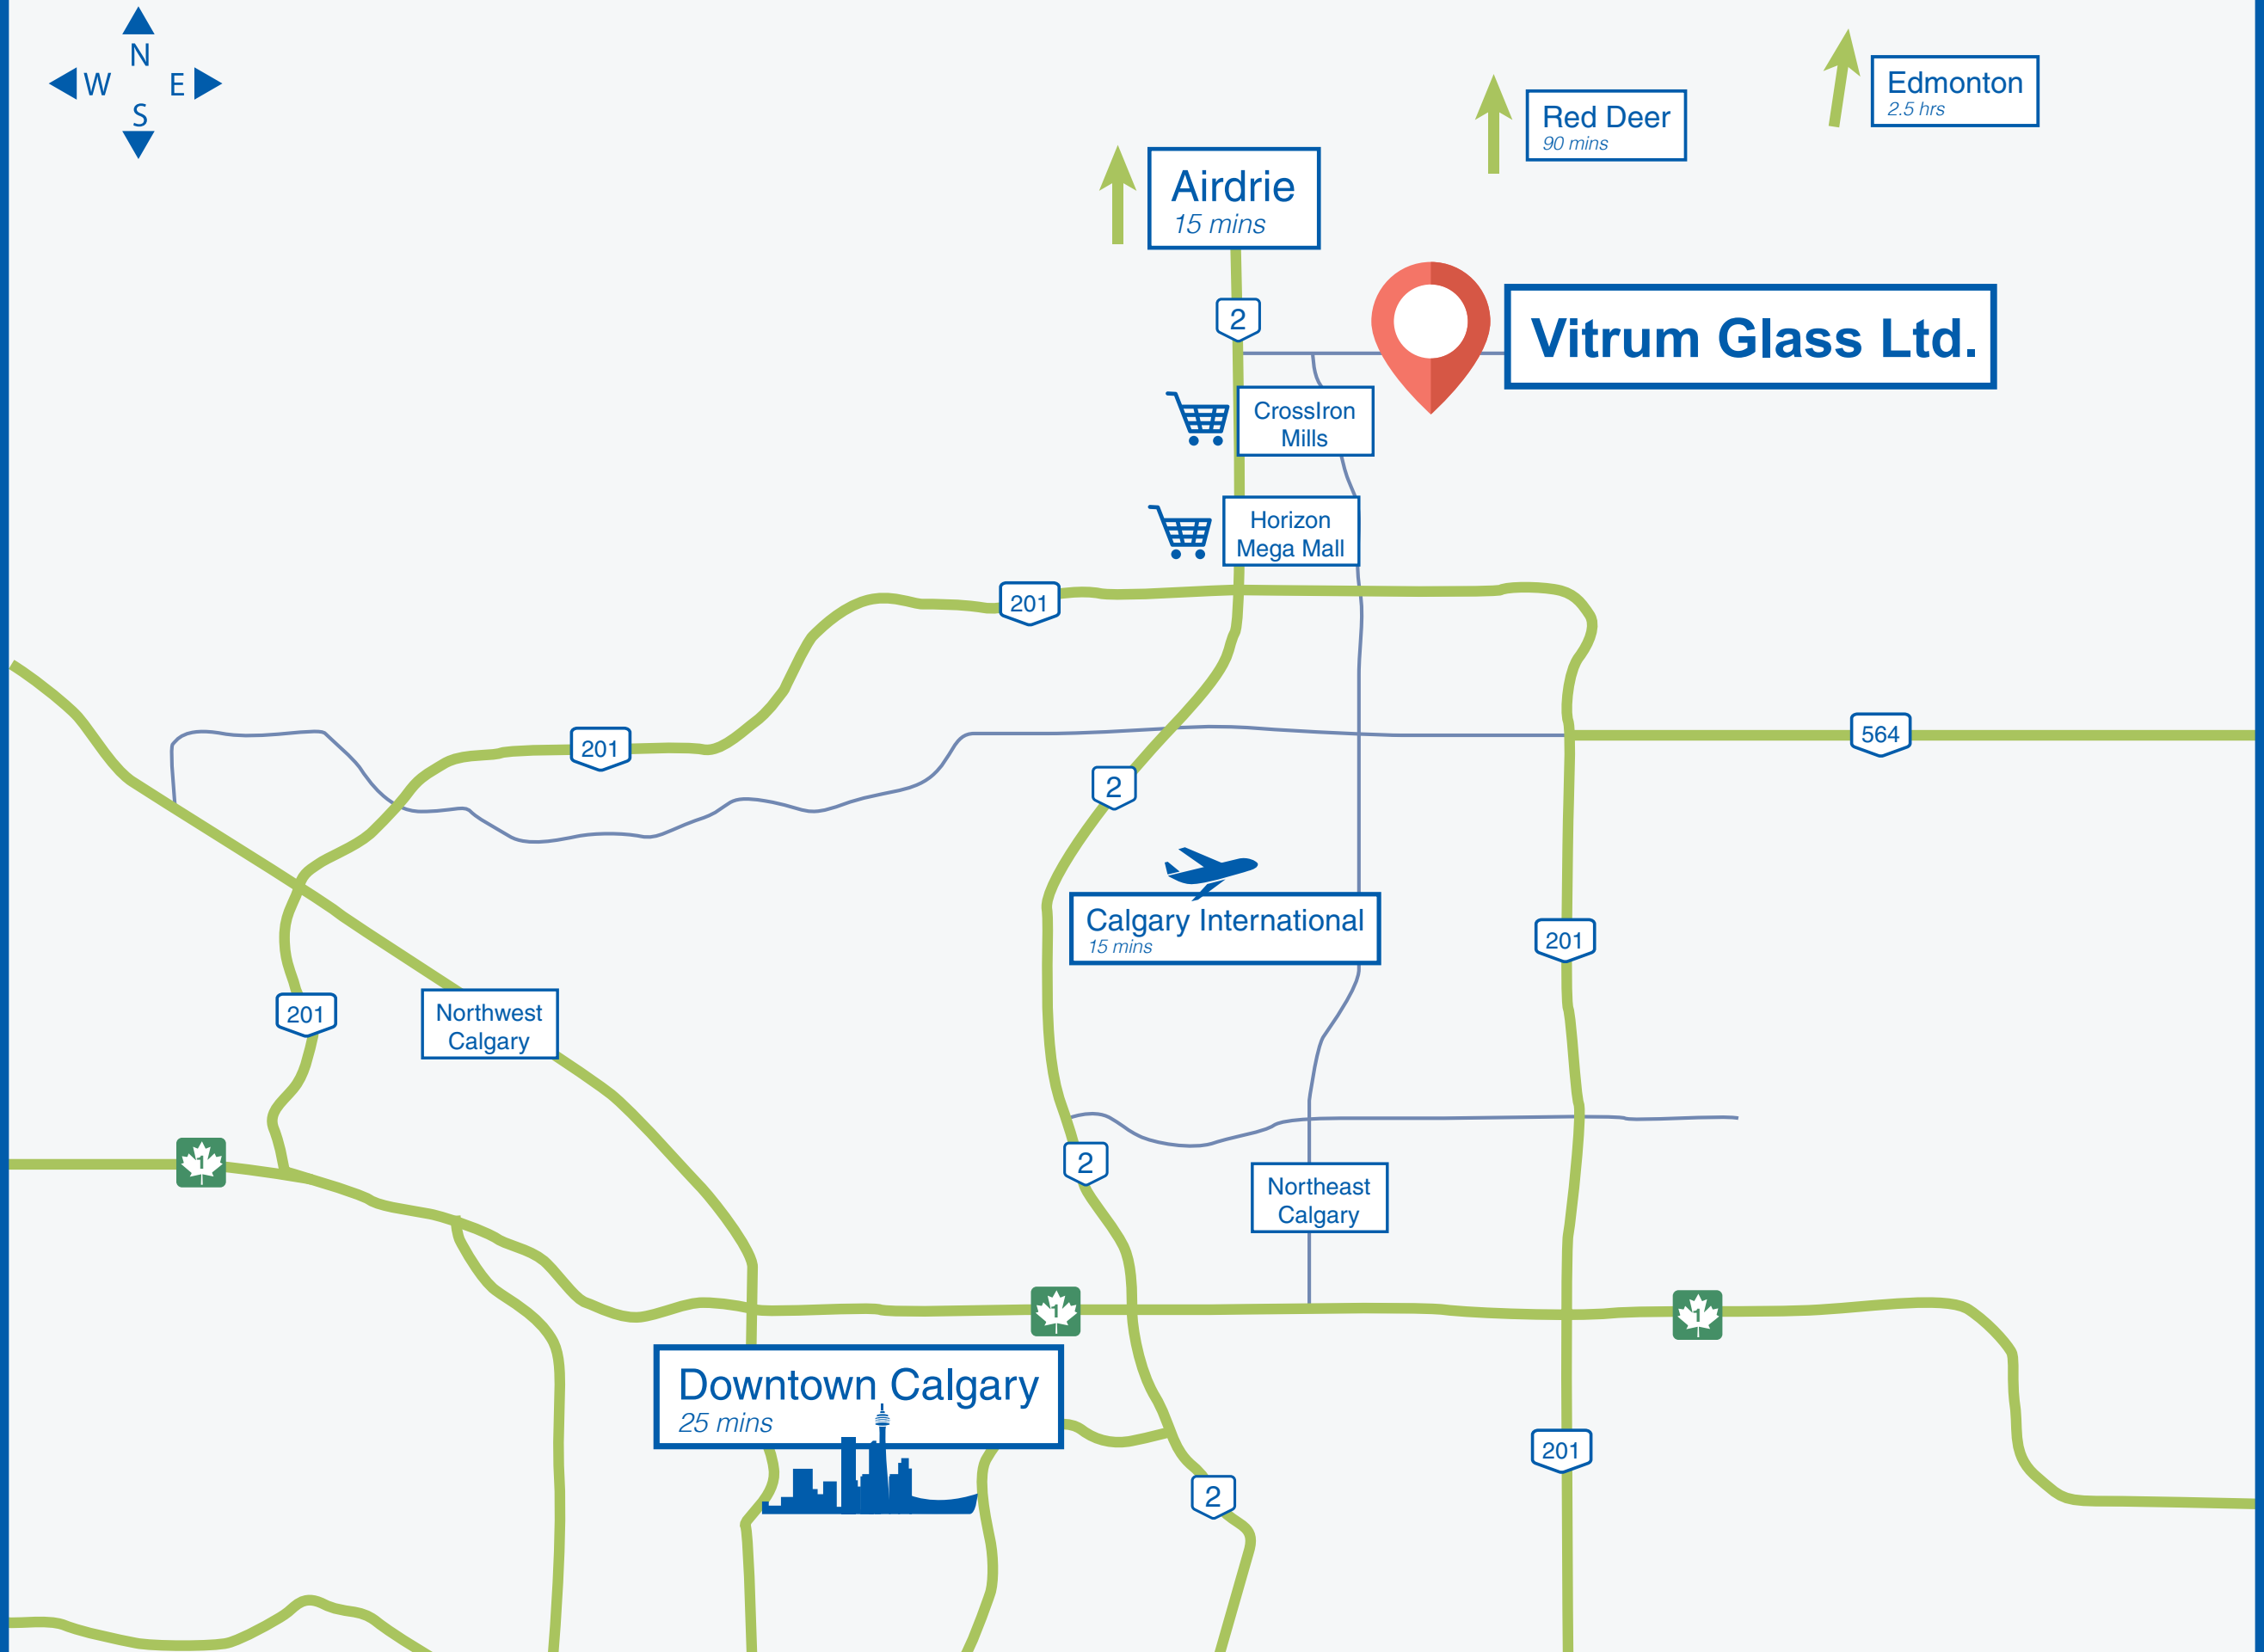 N
W E
S
Edmonton
2.5 hrs
Red Deer
90 mins
Airdrie
15 mins
2
Vitrum Glass Ltd.
CrossIron
Mills
Horizon
Mega Mall
201
201
564
2
Calgary International
15 mins
201
201
Northwest
Calgary
1
2
Northeast
Calgary
1
1
Downtown Calgary
25 mins
201
2